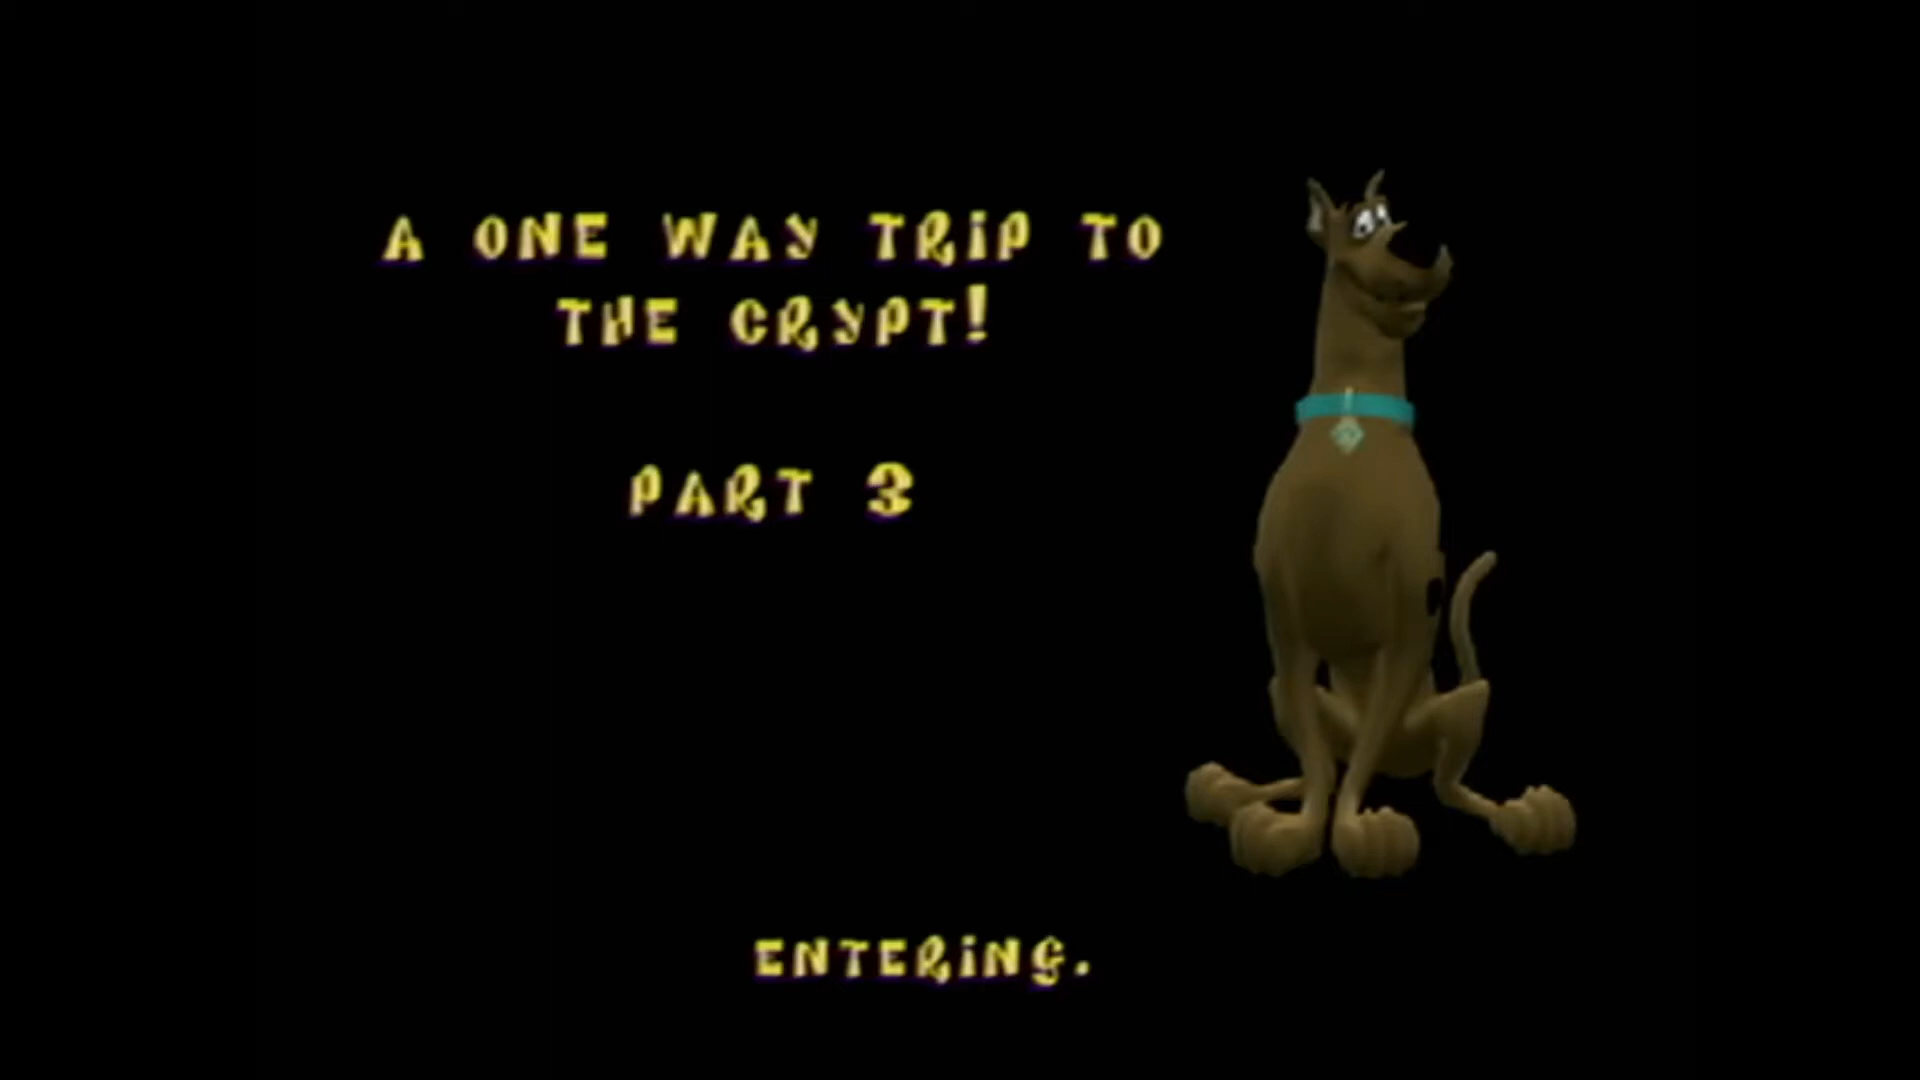 A ONE WAY TRiP TO
THE CRYPT!
PART 3
ENTERiNG.